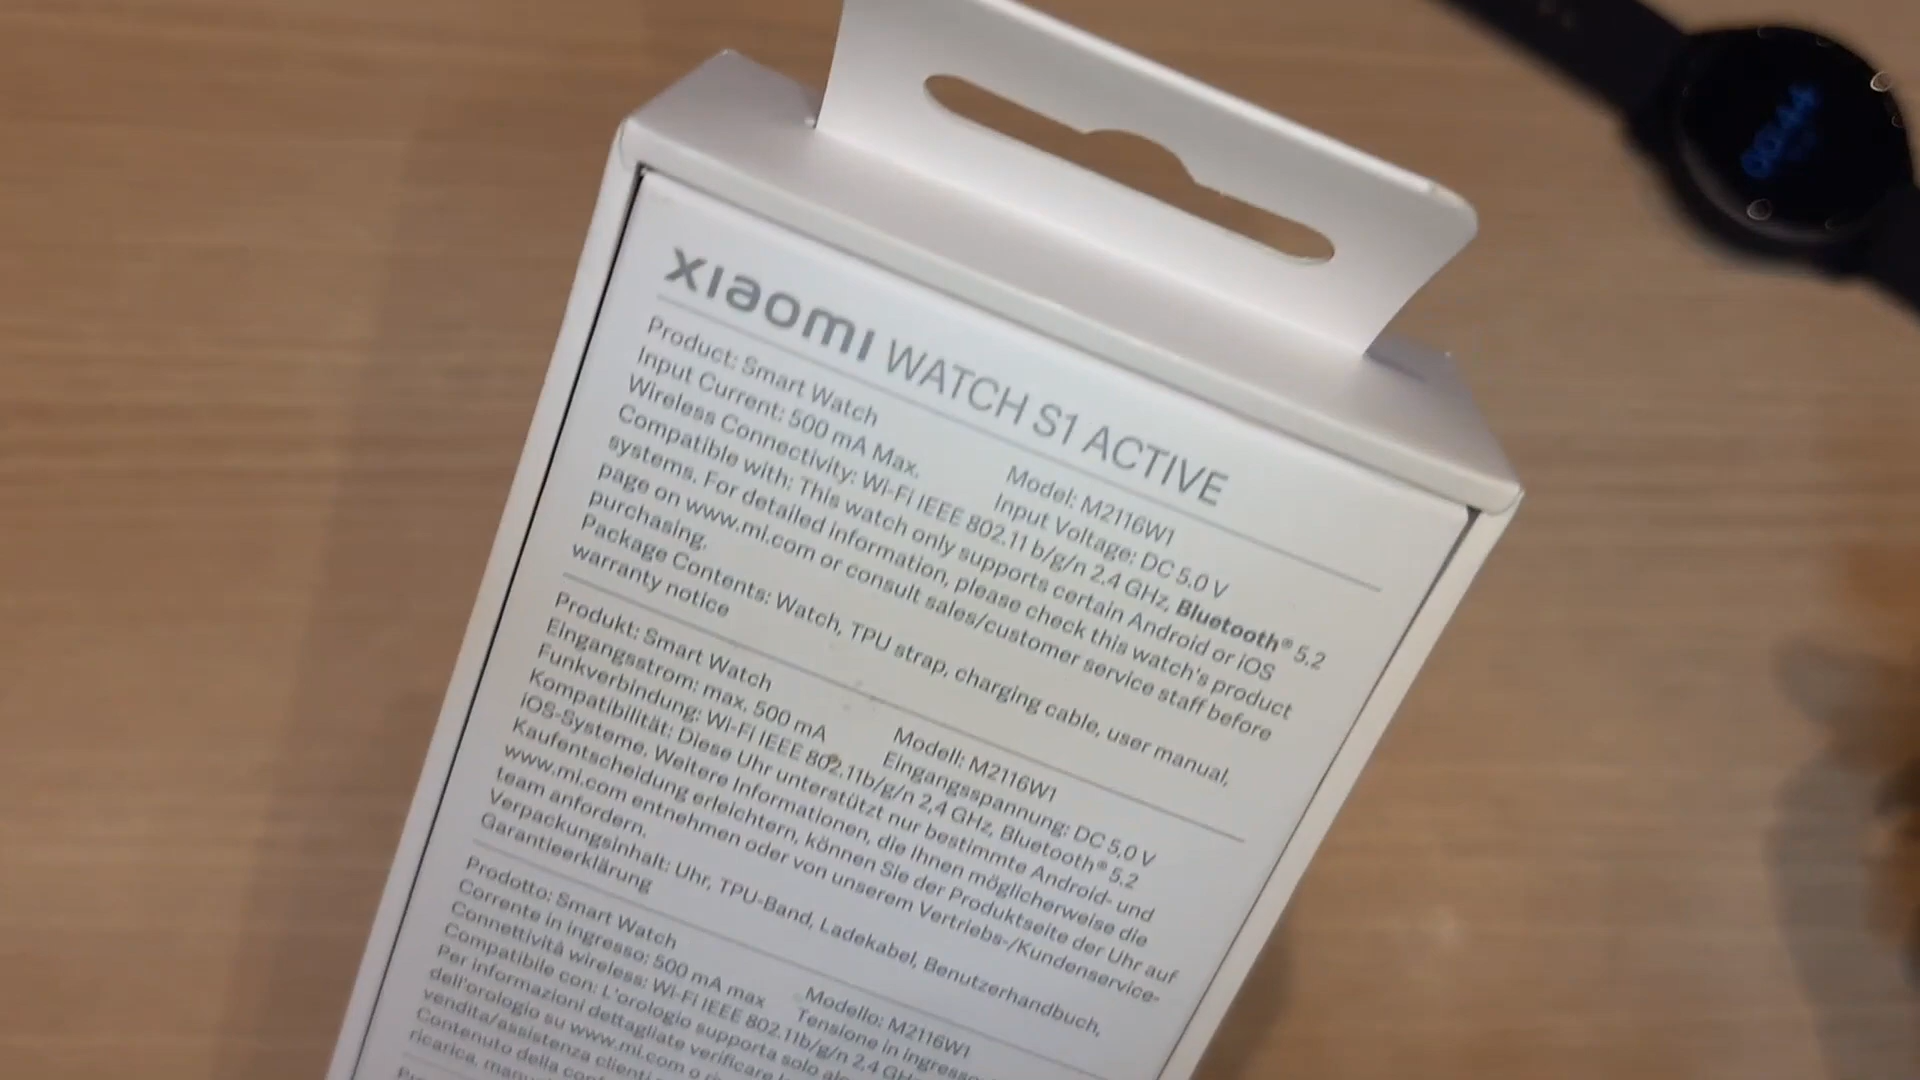 xiaomi WATCH S1 ACTIVE
Product: Smart Watch
Model: M2116W1
Input Current: 500 mA Max.
Input Voltage: DC 5.0 V
Wireless Connectivity: Wi-Fi IEEE 802.11 b/g/n 2.4 GHz, Bluetooth® 5.2
Compatible with: This watch only supports certain Android or iOS
systems. For detailed information, please check this watch's product
page on www.mi.com or consult sales/customer service staff before
purchasing.
Package Contents: Watch, TPU strap, charging cable, user manual,
warranty notice
Produkt: Smart Watch
Modell: M2116W1
Eingangsstrom: max. 500 mA
Eingangsspannung: DC 5,0 V
Funkverbindung: Wi-Fi IEEE 802.11b/g/n 2,4 GHz, Bluetooth® 5.2
Kompatibilität: Diese Uhr unterstützt nur bestimmte Android- und
iOS-Systeme. Weitere Informationen, die Ihnen möglicherweise die
Kaufentscheidung erleichtern, können Sie der Produktseite der Uhr auf
www.mi.com entnehmen oder von unserem Vertriebs-/Kundenservice-
team anfordern.
Verpackungsinhalt: Uhr, TPU-Band, Ladekabel, Benutzerhandbuch,
Garantieerklärung
Prodotto: Smart Watch
Modello: M2116W1
Corrente in ingresso: 500 mA max
Tensione in ingresso
Connettività wireless: Wi-Fi IEEE 802.11b/g/n 2,4 GHz
Compatibile con: L'orologio supporta solo
Per informazioni dettagliate verificare
dell'orologio su www.mi.com o
vendita/assistenza clienti
Contenuto della
ricarica,